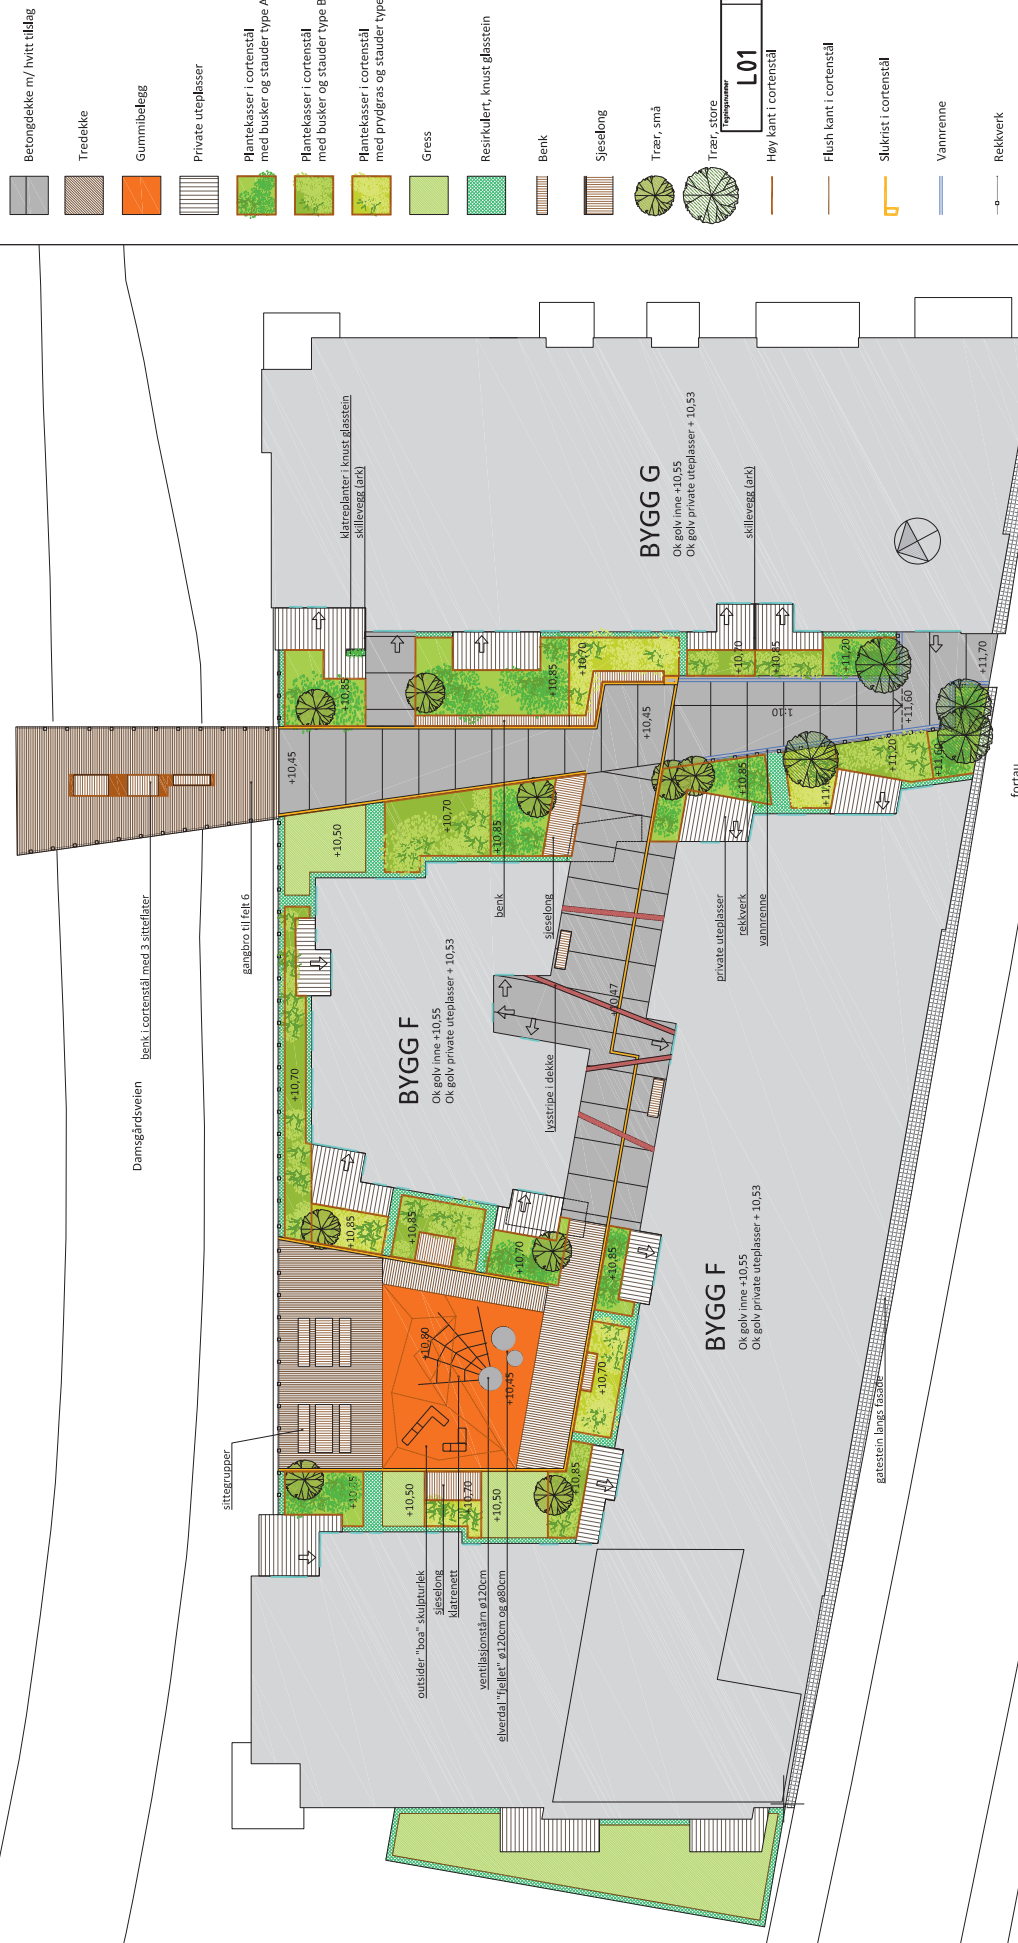 Betongdekke m/ hvitt tilslag
Tredekke
Gummibelegg
Private uteplasser
Plantekasser i cortenstål
med busker og stauder type A
Plantekasser i cortenstål
med busker og stauder type B
Plantekasser i cortenstål
med prydgras og stauder type
Gress
Resirkulert, knust glasstein
Benk
Sjeselong
Trær, små
Trær, store
Høy kant i cortenstål
Flush kant i cortenstål
Slukrist i cortenstål
Vannrenne
Rekkverk
Tegningsnummer
L01
klatreplanter i knust glasstein
skillevegg (ark)
BYGG G
Ok golv inne +10,55
Ok golv private uteplasser + 10,53
skillevegg (ark)
+10,85
+10,85
+10,70
+10,70
+10,85
+11,20
+11,70
+10,45
+10,45
1:10
+11,60
+10,50
+10,70
+10,85
+10,85
+11,20
+11,60
benk i cortenstål med 3 sitteflater
gangbro til felt 6
benk
sjeselong
private uteplasser
rekkverk
vannrenne
fortau
Damsgårdsveien
BYGG F
Ok golv inne +10,55
Ok golv private uteplasser + 10,53
lysstripe i dekke
+10,47
+10,70
+10,85
+10,85
+10,70
+10,85
+10,80
+10,45
+10,70
+10,85
BYGG F
Ok golv inne +10,55
Ok golv private uteplasser + 10,53
gatestein langs fasade
sittegrupper
+10,50
+10,70
+10,50
outsider "boa" skulpturlek
sjeselong
klatrenett
ventilasjonstårn ø120cm
elverdal "fjellet" ø120cm og ø80cm